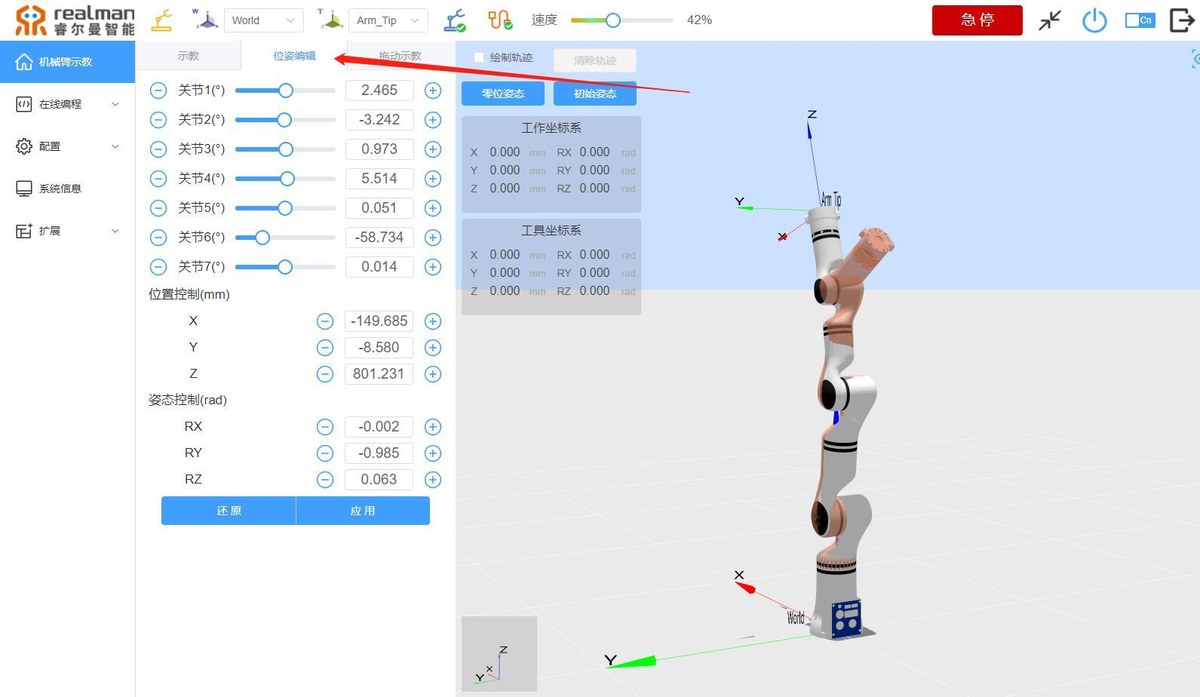 realman
睿尔曼智能
W World
T Arm_Tip
速度 42%
急停
Cn
机械臂示教
在线编程
配置
系统信息
扩展
示教 位姿编辑 拖动示教
关节1(°) 2.465
关节2(°) -3.242
关节3(°) 0.973
关节4(°) 5.514
关节5(°) 0.051
关节6(°) -58.734
关节7(°) 0.014
位置控制(mm)
X -149.685
Y -8.580
Z 801.231
姿态控制(rad)
RX -0.002
RY -0.985
RZ 0.063
还原 应用
绘制轨迹 清除轨迹
零位姿态 初始姿态
工作坐标系
X 0.000 mm RX 0.000 rad
Y 0.000 mm RY 0.000 rad
Z 0.000 mm RZ 0.000 rad
工具坐标系
X 0.000 mm RX 0.000 rad
Y 0.000 mm RY 0.000 rad
Z 0.000 mm RZ 0.000 rad
Z
Arm Tip
Y
X
X
World
Y
Z
X
Y